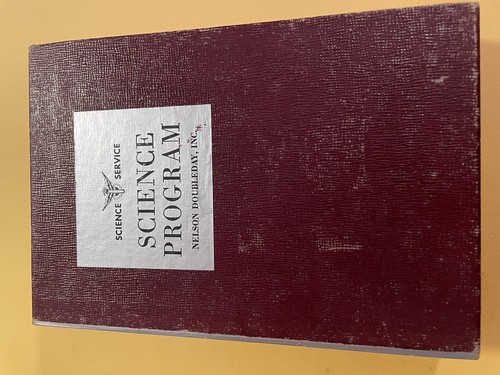 SCIENCE SERVICE
SCIENCE
PROGRAM
NELSON DOUBLEDAY, INC.